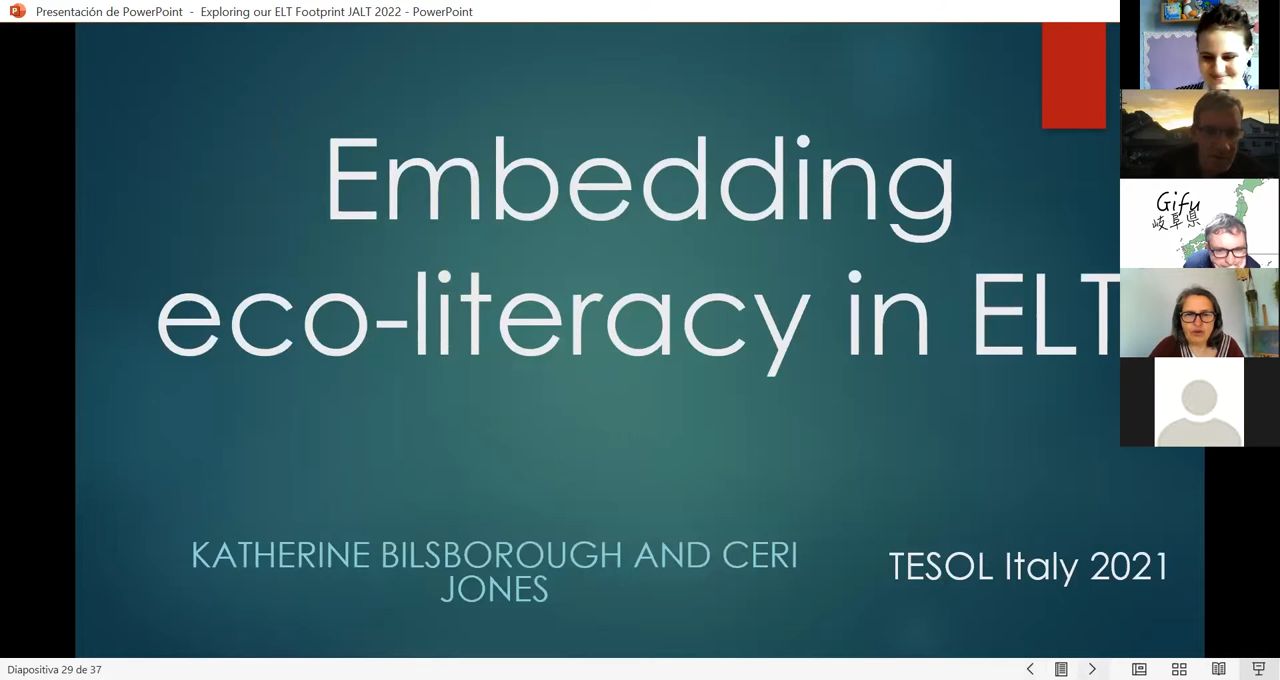 Presentación de PowerPoint - Exploring our ELT Footprint JALT 2022 - PowerPoint
Embedding
eco-literacy in ELT
KATHERINE BILSBOROUGH AND CERI
JONES
TESOL Italy 2021
Gifu
岐阜県
Diapositiva 29 de 37